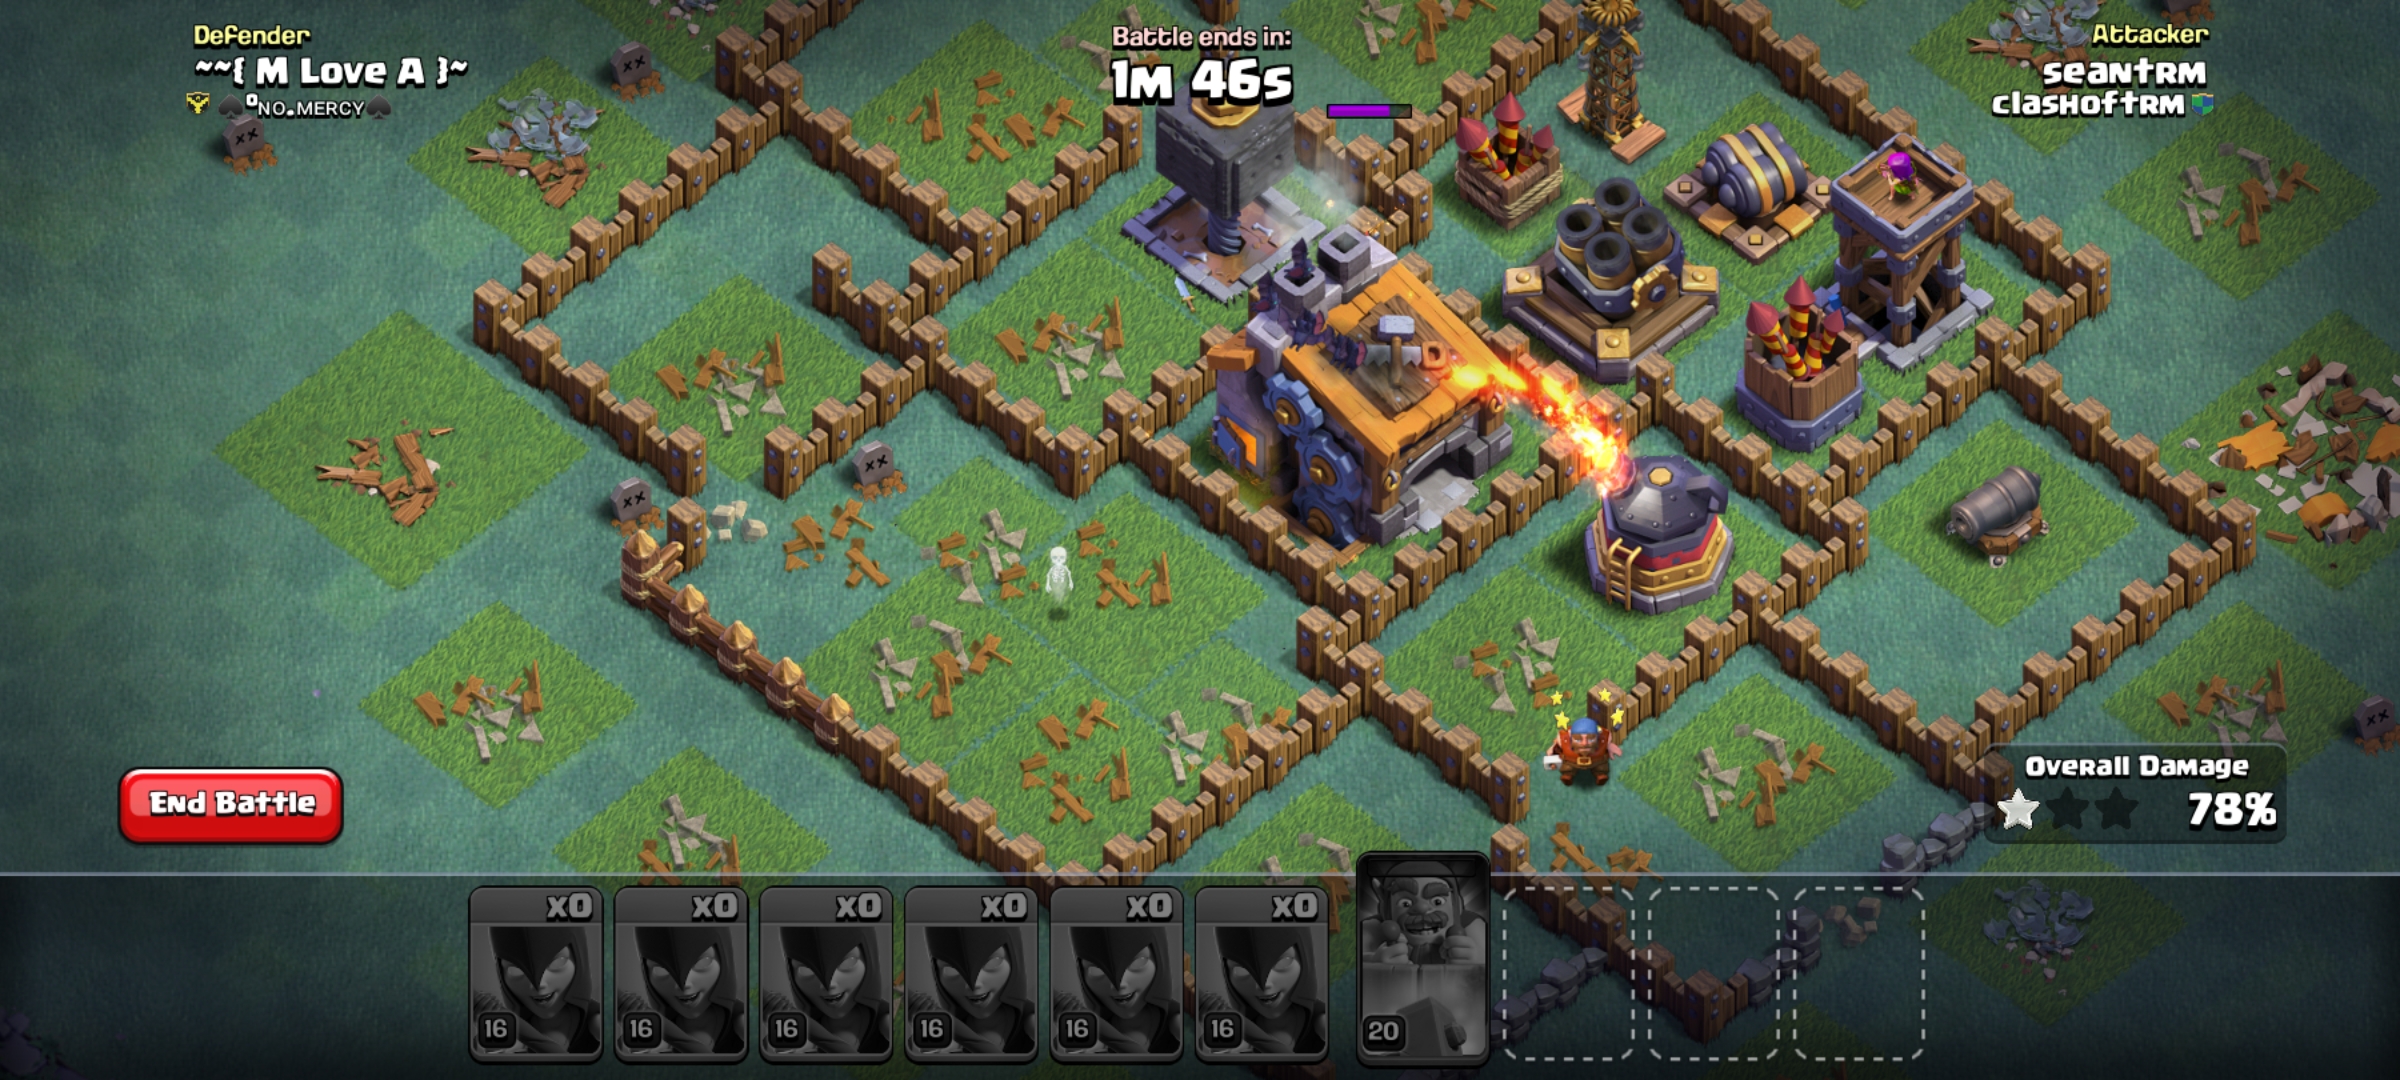 Defender
~~{ M Love A }~
♠⁰NO.MERCY♠
Battle ends in:
1M 46S
Attacker
seantRM
clashoftRM
D
End Battle
Overall Damage
78%
x0 x0 x0 x0 x0 x0
16 16 16 16 16 16 20